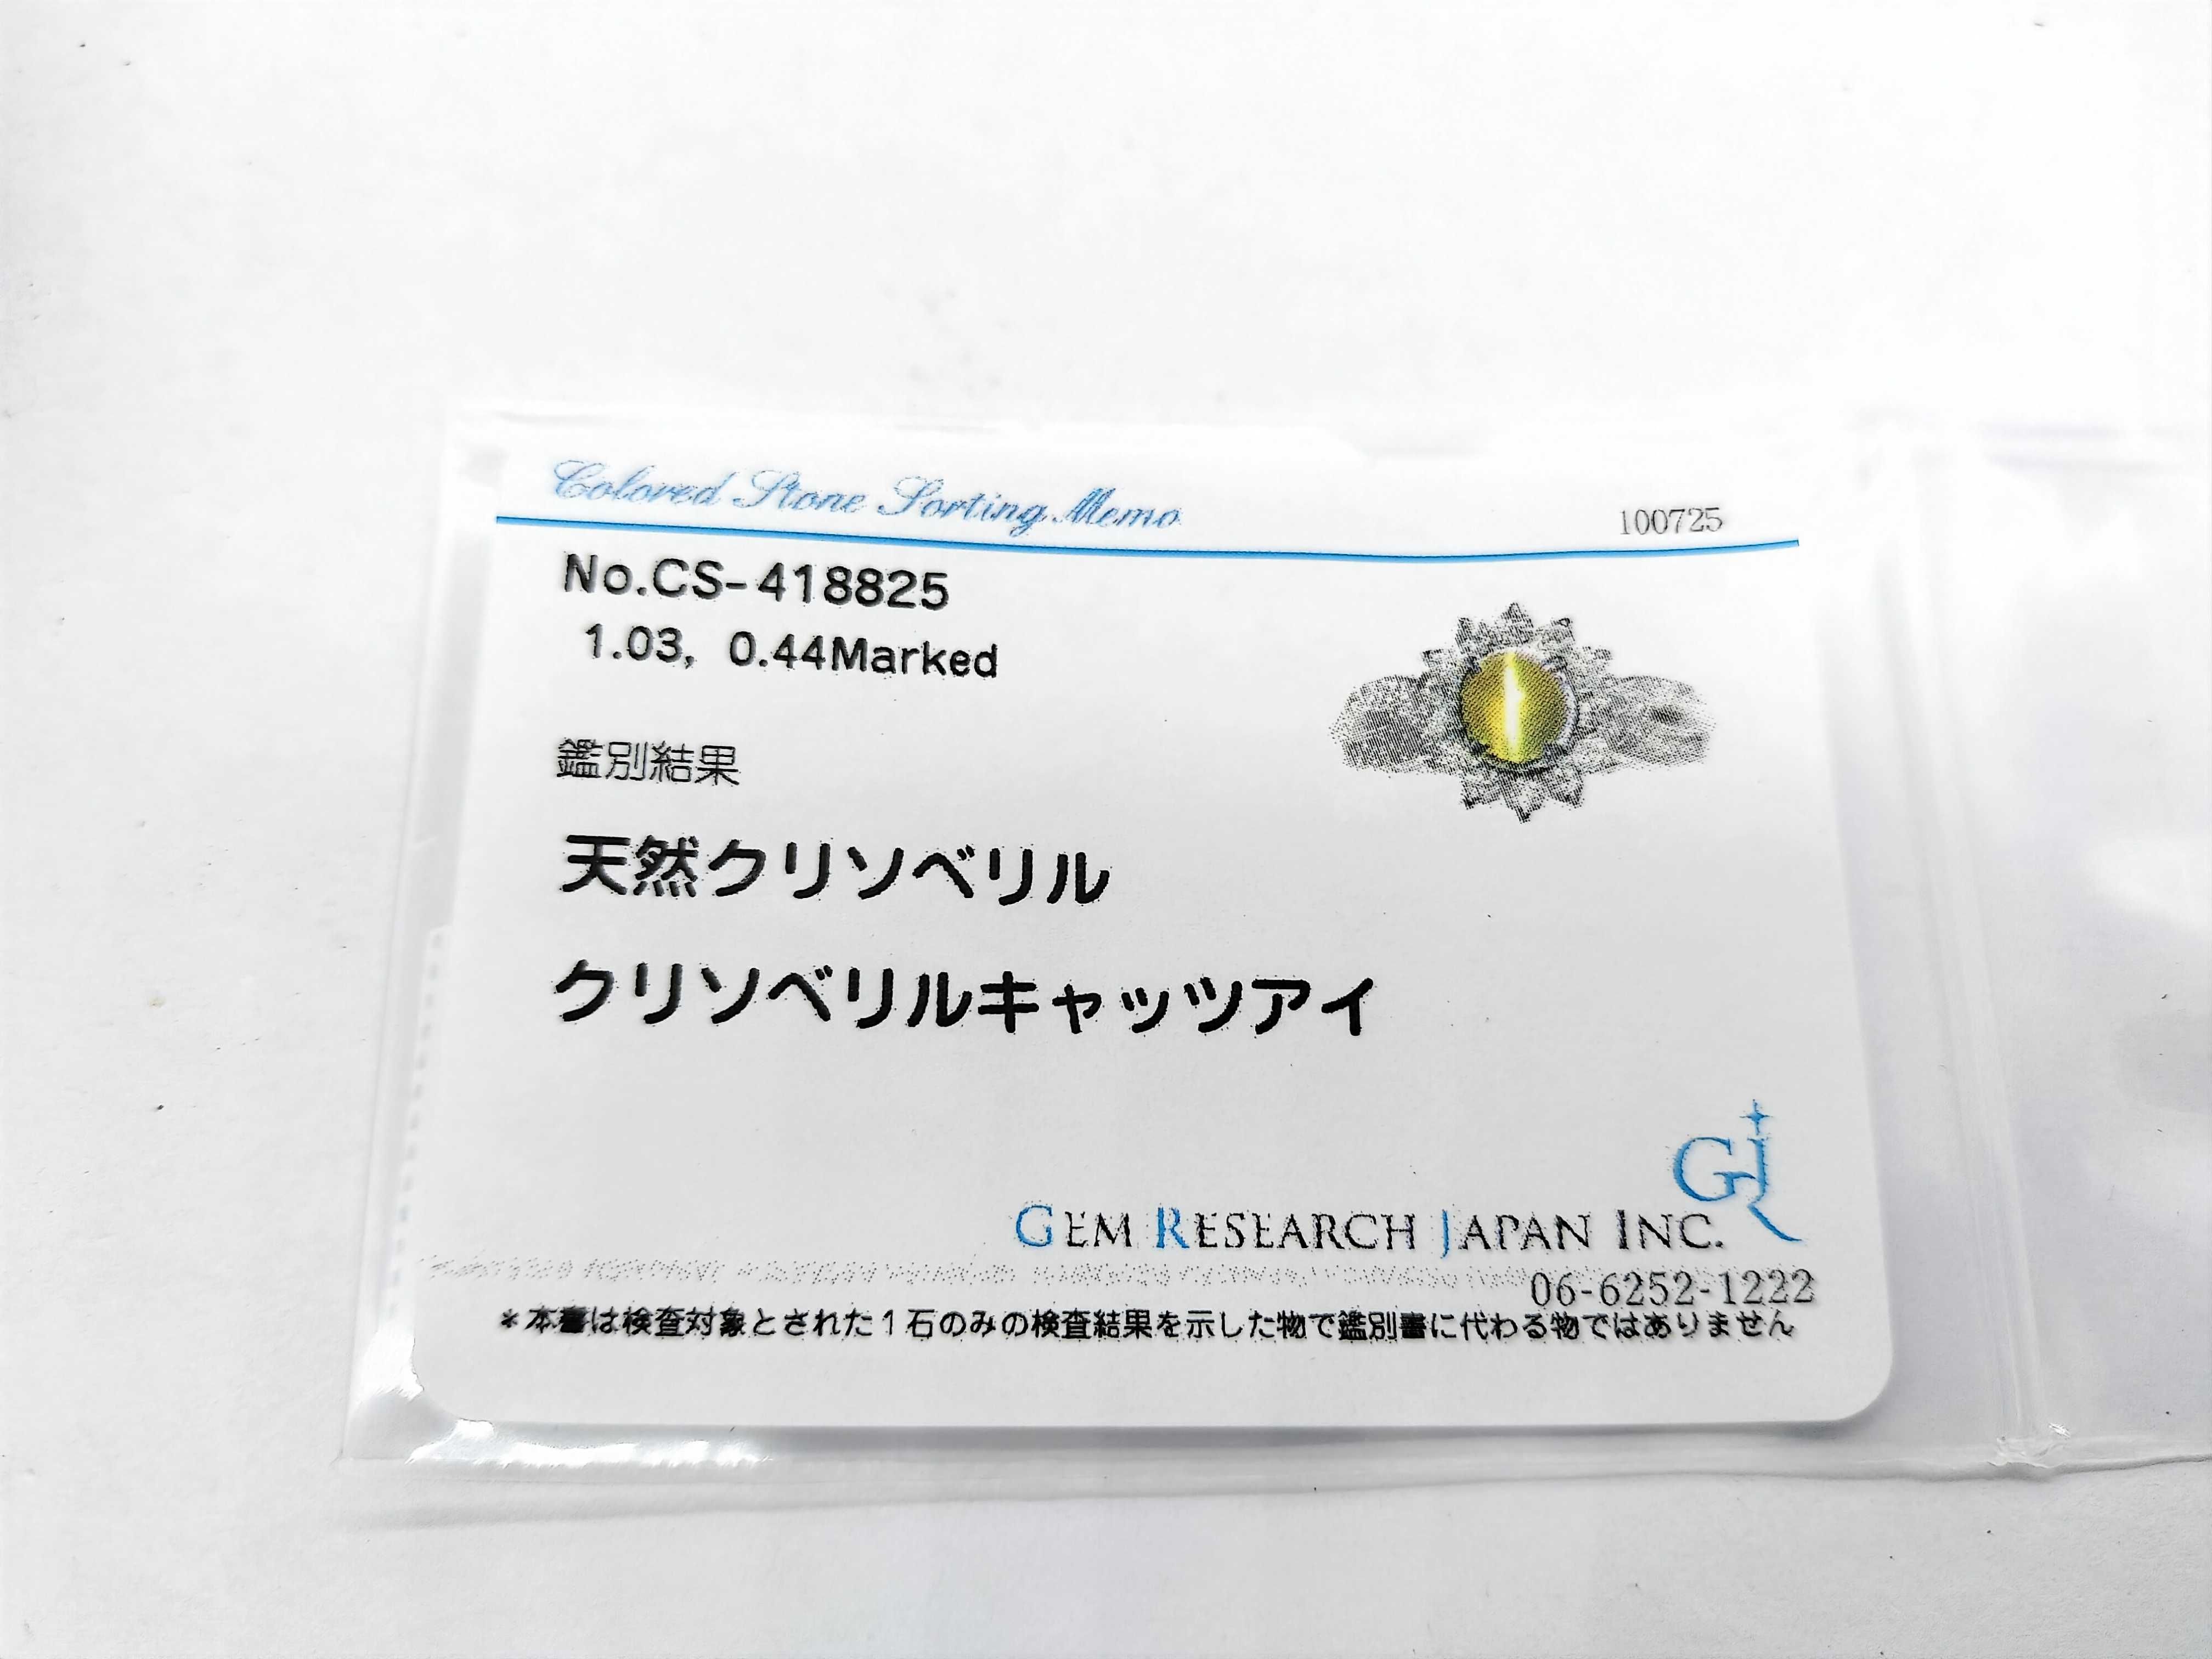 Colored Stone Sorting Memo
100725
No.CS-418825
1.03, 0.44Marked
鑑別結果
天然クリソベリル
クリソベリルキャッツアイ
GEM RESEARCH JAPAN INC.
06-6252-1222
*本書は検査対象とされた1石のみの検査結果を示した物で鑑別書に代わる物ではありません